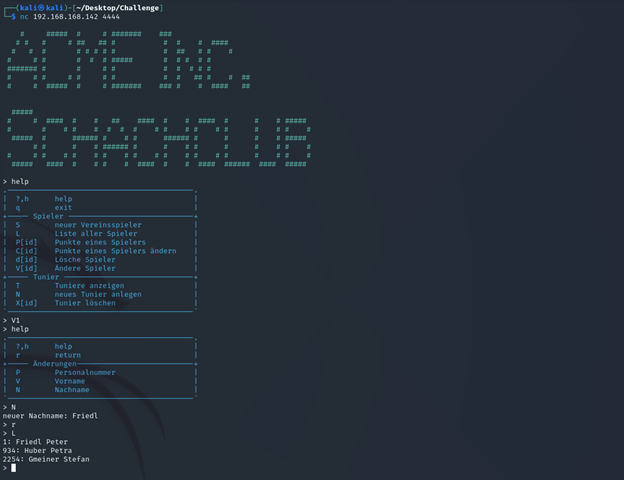 (kali㉿kali)-[~/Desktop/Challenge]
$ nc 192.168.168.142 4444
ACME Inc.
Schachclub
> help
?,h help
q exit
Spieler
S neuer Vereinsspieler
L Liste aller Spieler
P[id] Punkte eines Spielers
C[id] Punkte eines Spielers ändern
d[id] Lösche Spieler
V[id] Ändere Spieler
Tunier
T Tuniere anzeigen
N neues Tunier anlegen
X[id] Tunier löschen
> V1
> help
?,h help
r return
Änderungen
P Personalnummer
V Vorname
N Nachname
> N
neuer Nachname: Friedl
> r
> L
1: Friedl Peter
934: Huber Petra
2254: Gmeiner Stefan
>